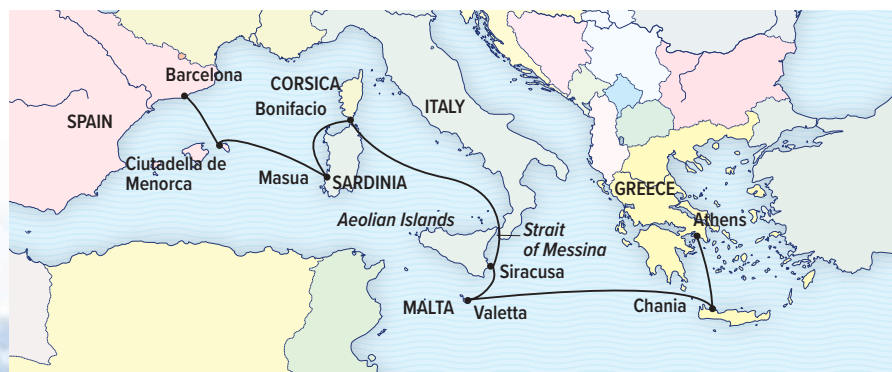 Barcelona
CORSICA
Bonifacio
ITALY
SPAIN
Ciutadella de
Menorca
Masua
SARDINIA
GREECE
Aeolian Islands
Athens
Strait
of Messina
Siracusa
MALTA
Valetta
Chania